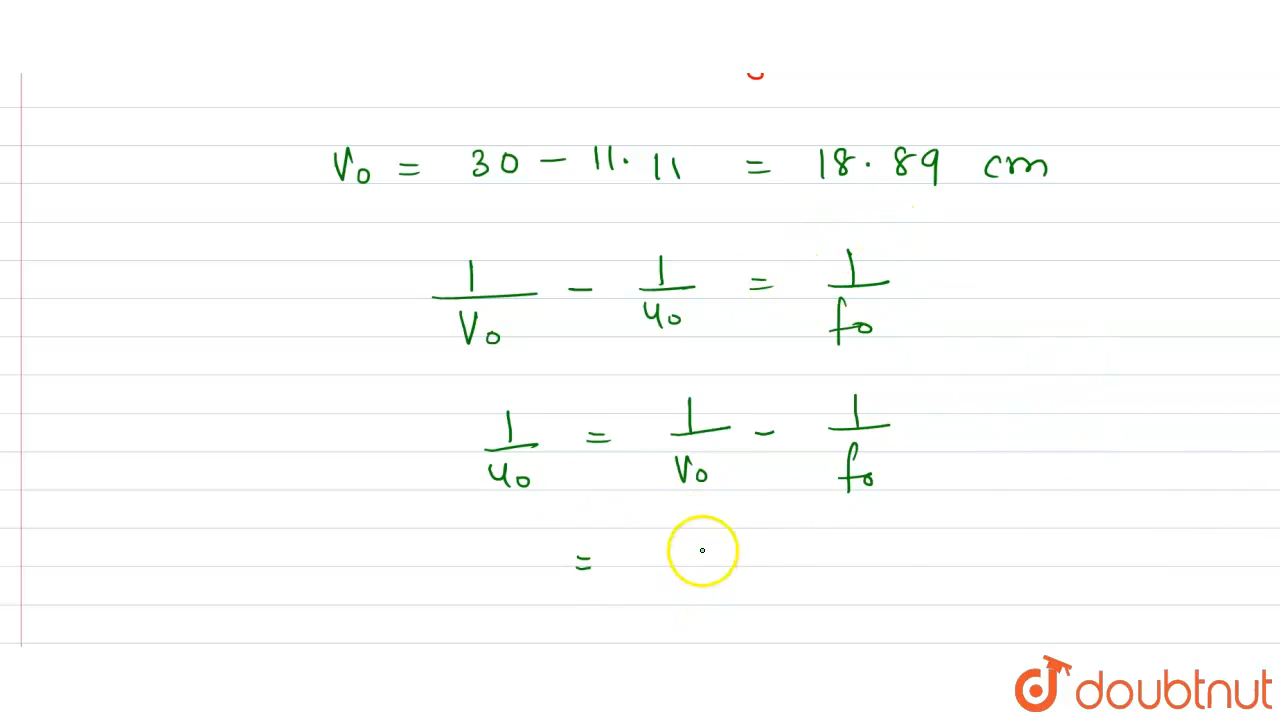 V₀ = 30 - 11.11 = 18.89 cm
1/V₀ - 1/u₀ = 1/f₀
1/u₀ = 1/V₀ - 1/f₀
=
doubtnut